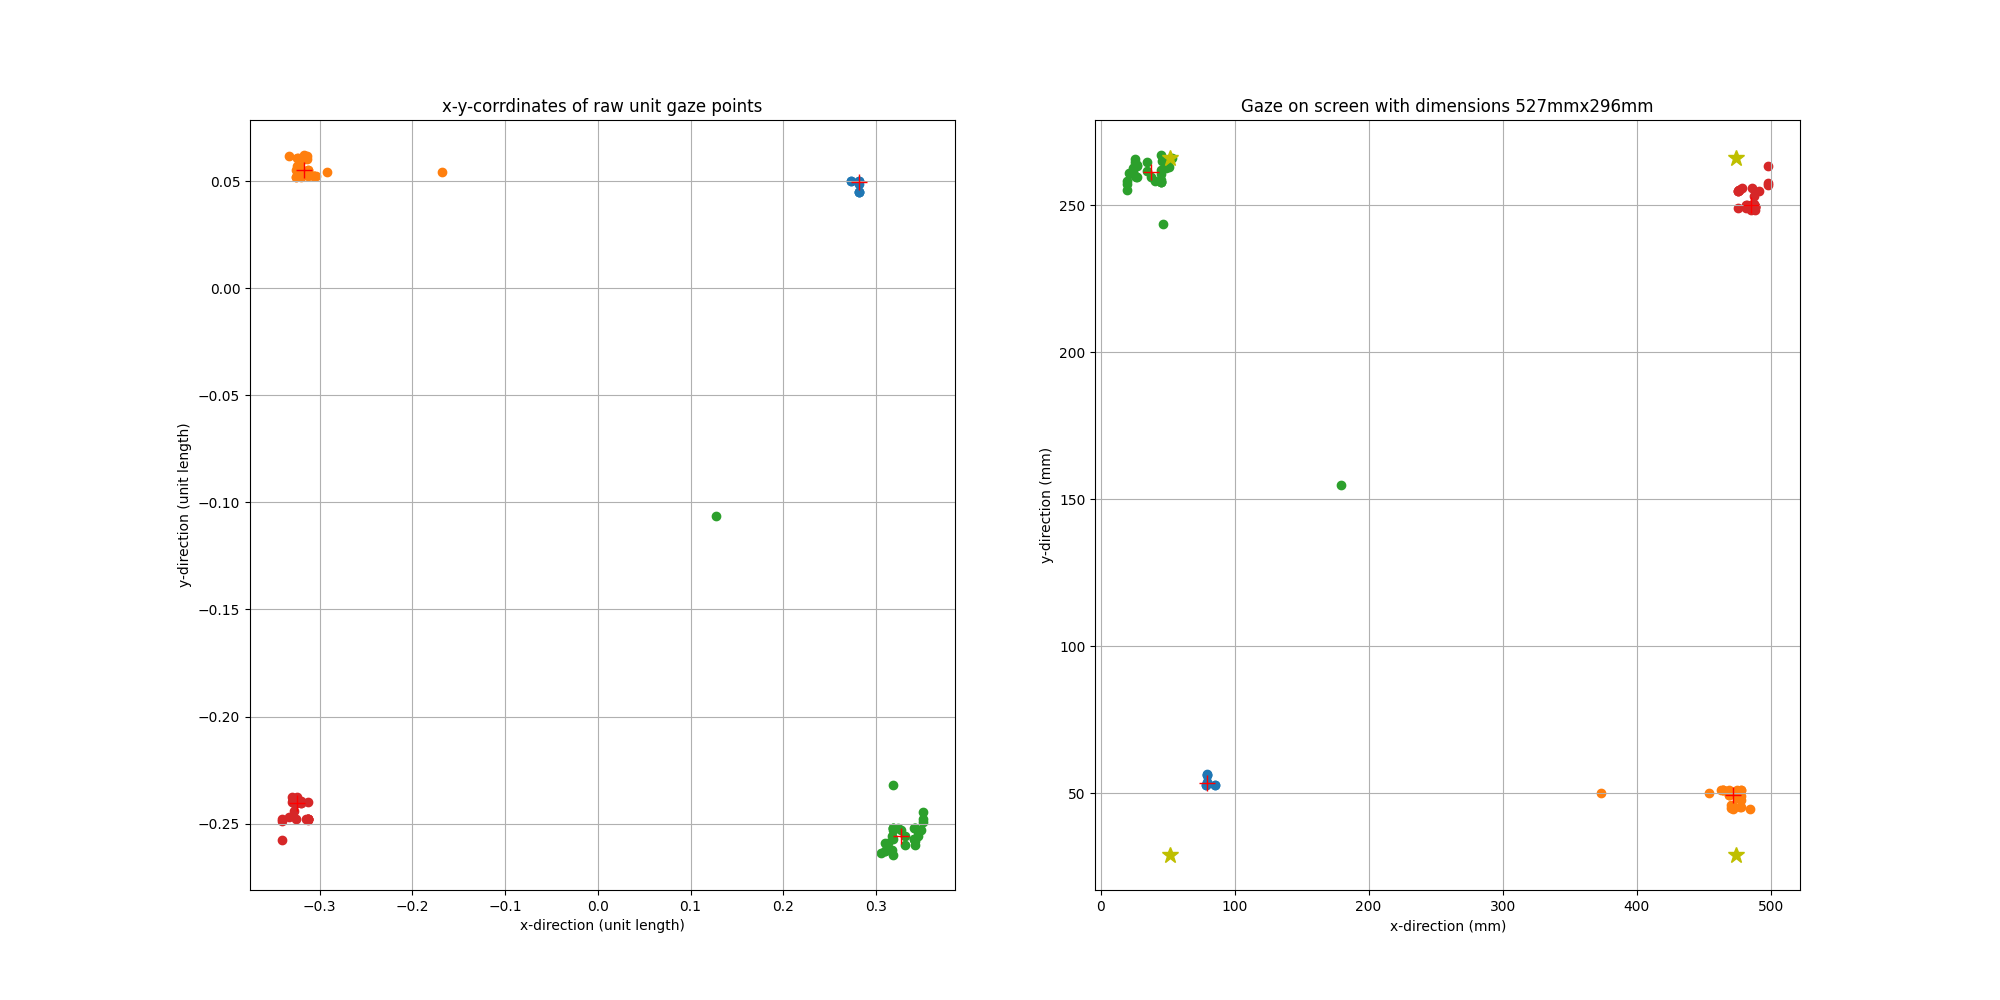 x-y-corrdinates of raw unit gaze points
0.05
0.00
−0.05
−0.10
−0.15
−0.20
−0.25
y-direction (unit length)
−0.3 −0.2 −0.1 0.0 0.1 0.2 0.3
x-direction (unit length)
Gaze on screen with dimensions 527mmx296mm
250
200
150
100
50
y-direction (mm)
0 100 200 300 400 500
x-direction (mm)